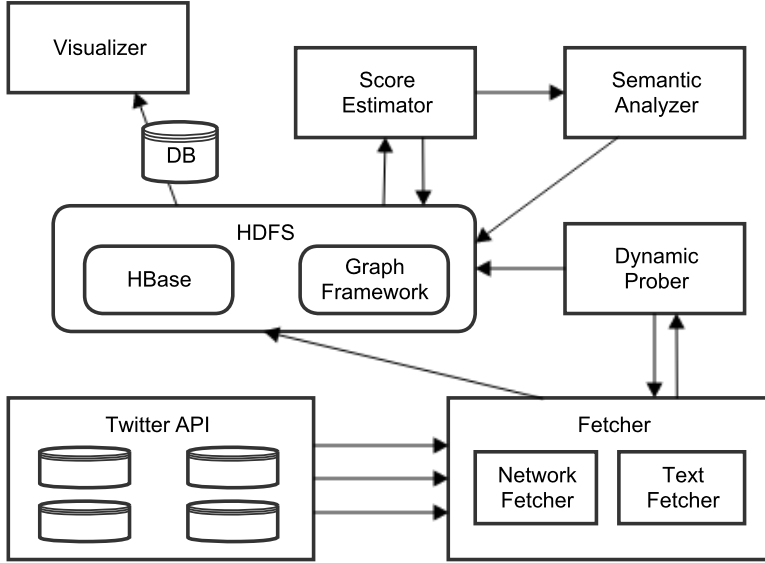 Visualizer
Score
Estimator
Semantic
Analyzer
DB
HDFS
HBase
Graph
Framework
Dynamic
Prober
Twitter API
Fetcher
Network
Fetcher
Text
Fetcher